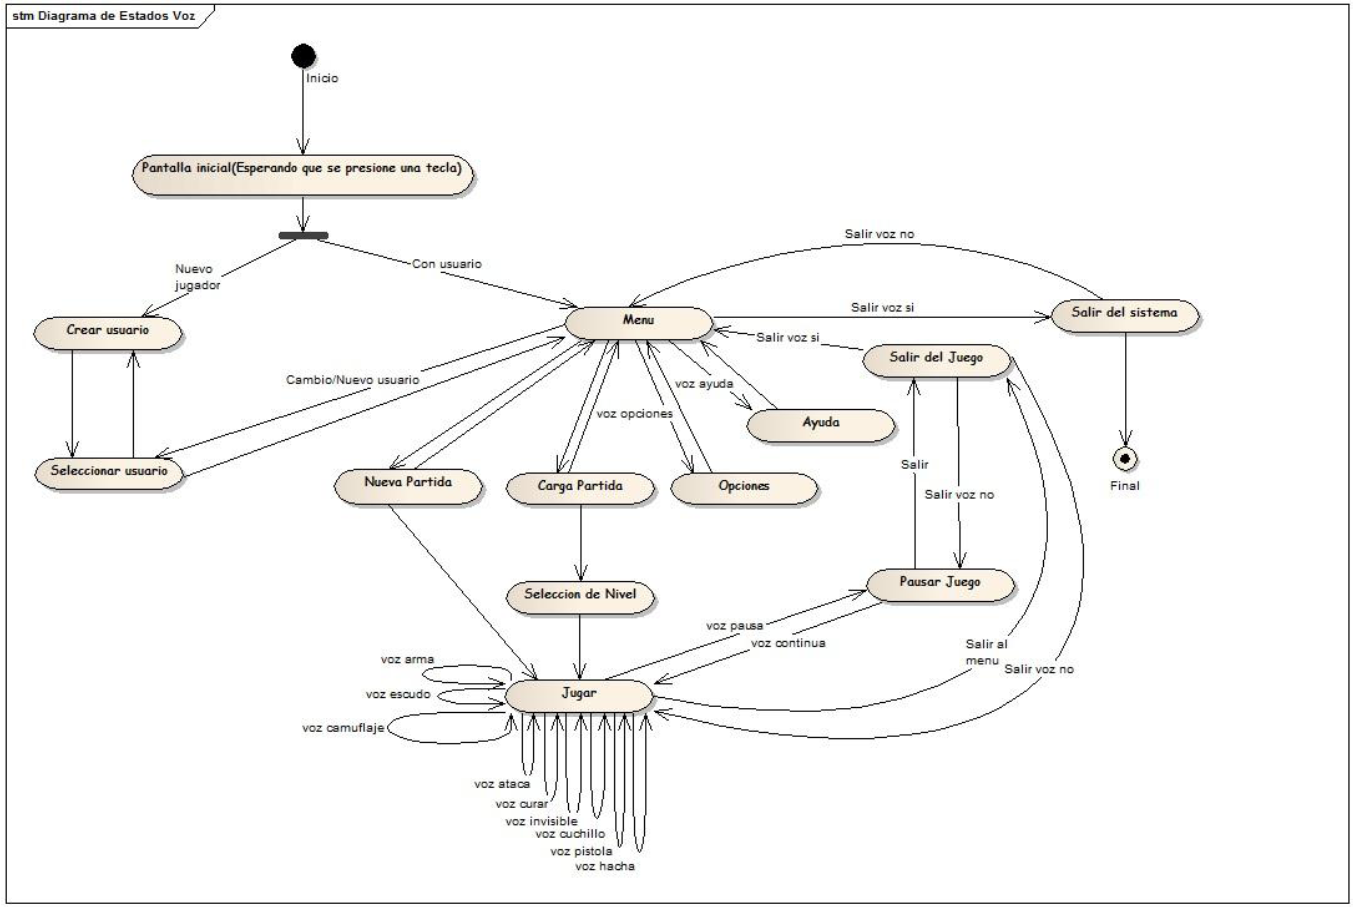 stm Diagrama de Estados Voz
Inicio
Pantalla inicial(Esperando que se presione una tecla)
Salir voz no
Con usuario
Nuevo
jugador
Salir voz si
Salir del sistema
Menu
Crear usuario
Salir voz si
Salir del Juego
Cambio/Nuevo usuario
voz ayuda
voz opciones
Ayuda
Salir
Seleccionar usuario
Nueva Partida
Carga Partida
Opciones
Final
Salir voz no
Pausar Juego
Seleccion de Nivel
voz pausa
voz continua
Salir al
menu
Salir voz no
voz arma
voz escudo
Jugar
voz camuflaje
voz ataca
voz curar
voz invisible
voz cuchillo
voz pistola
voz hacha